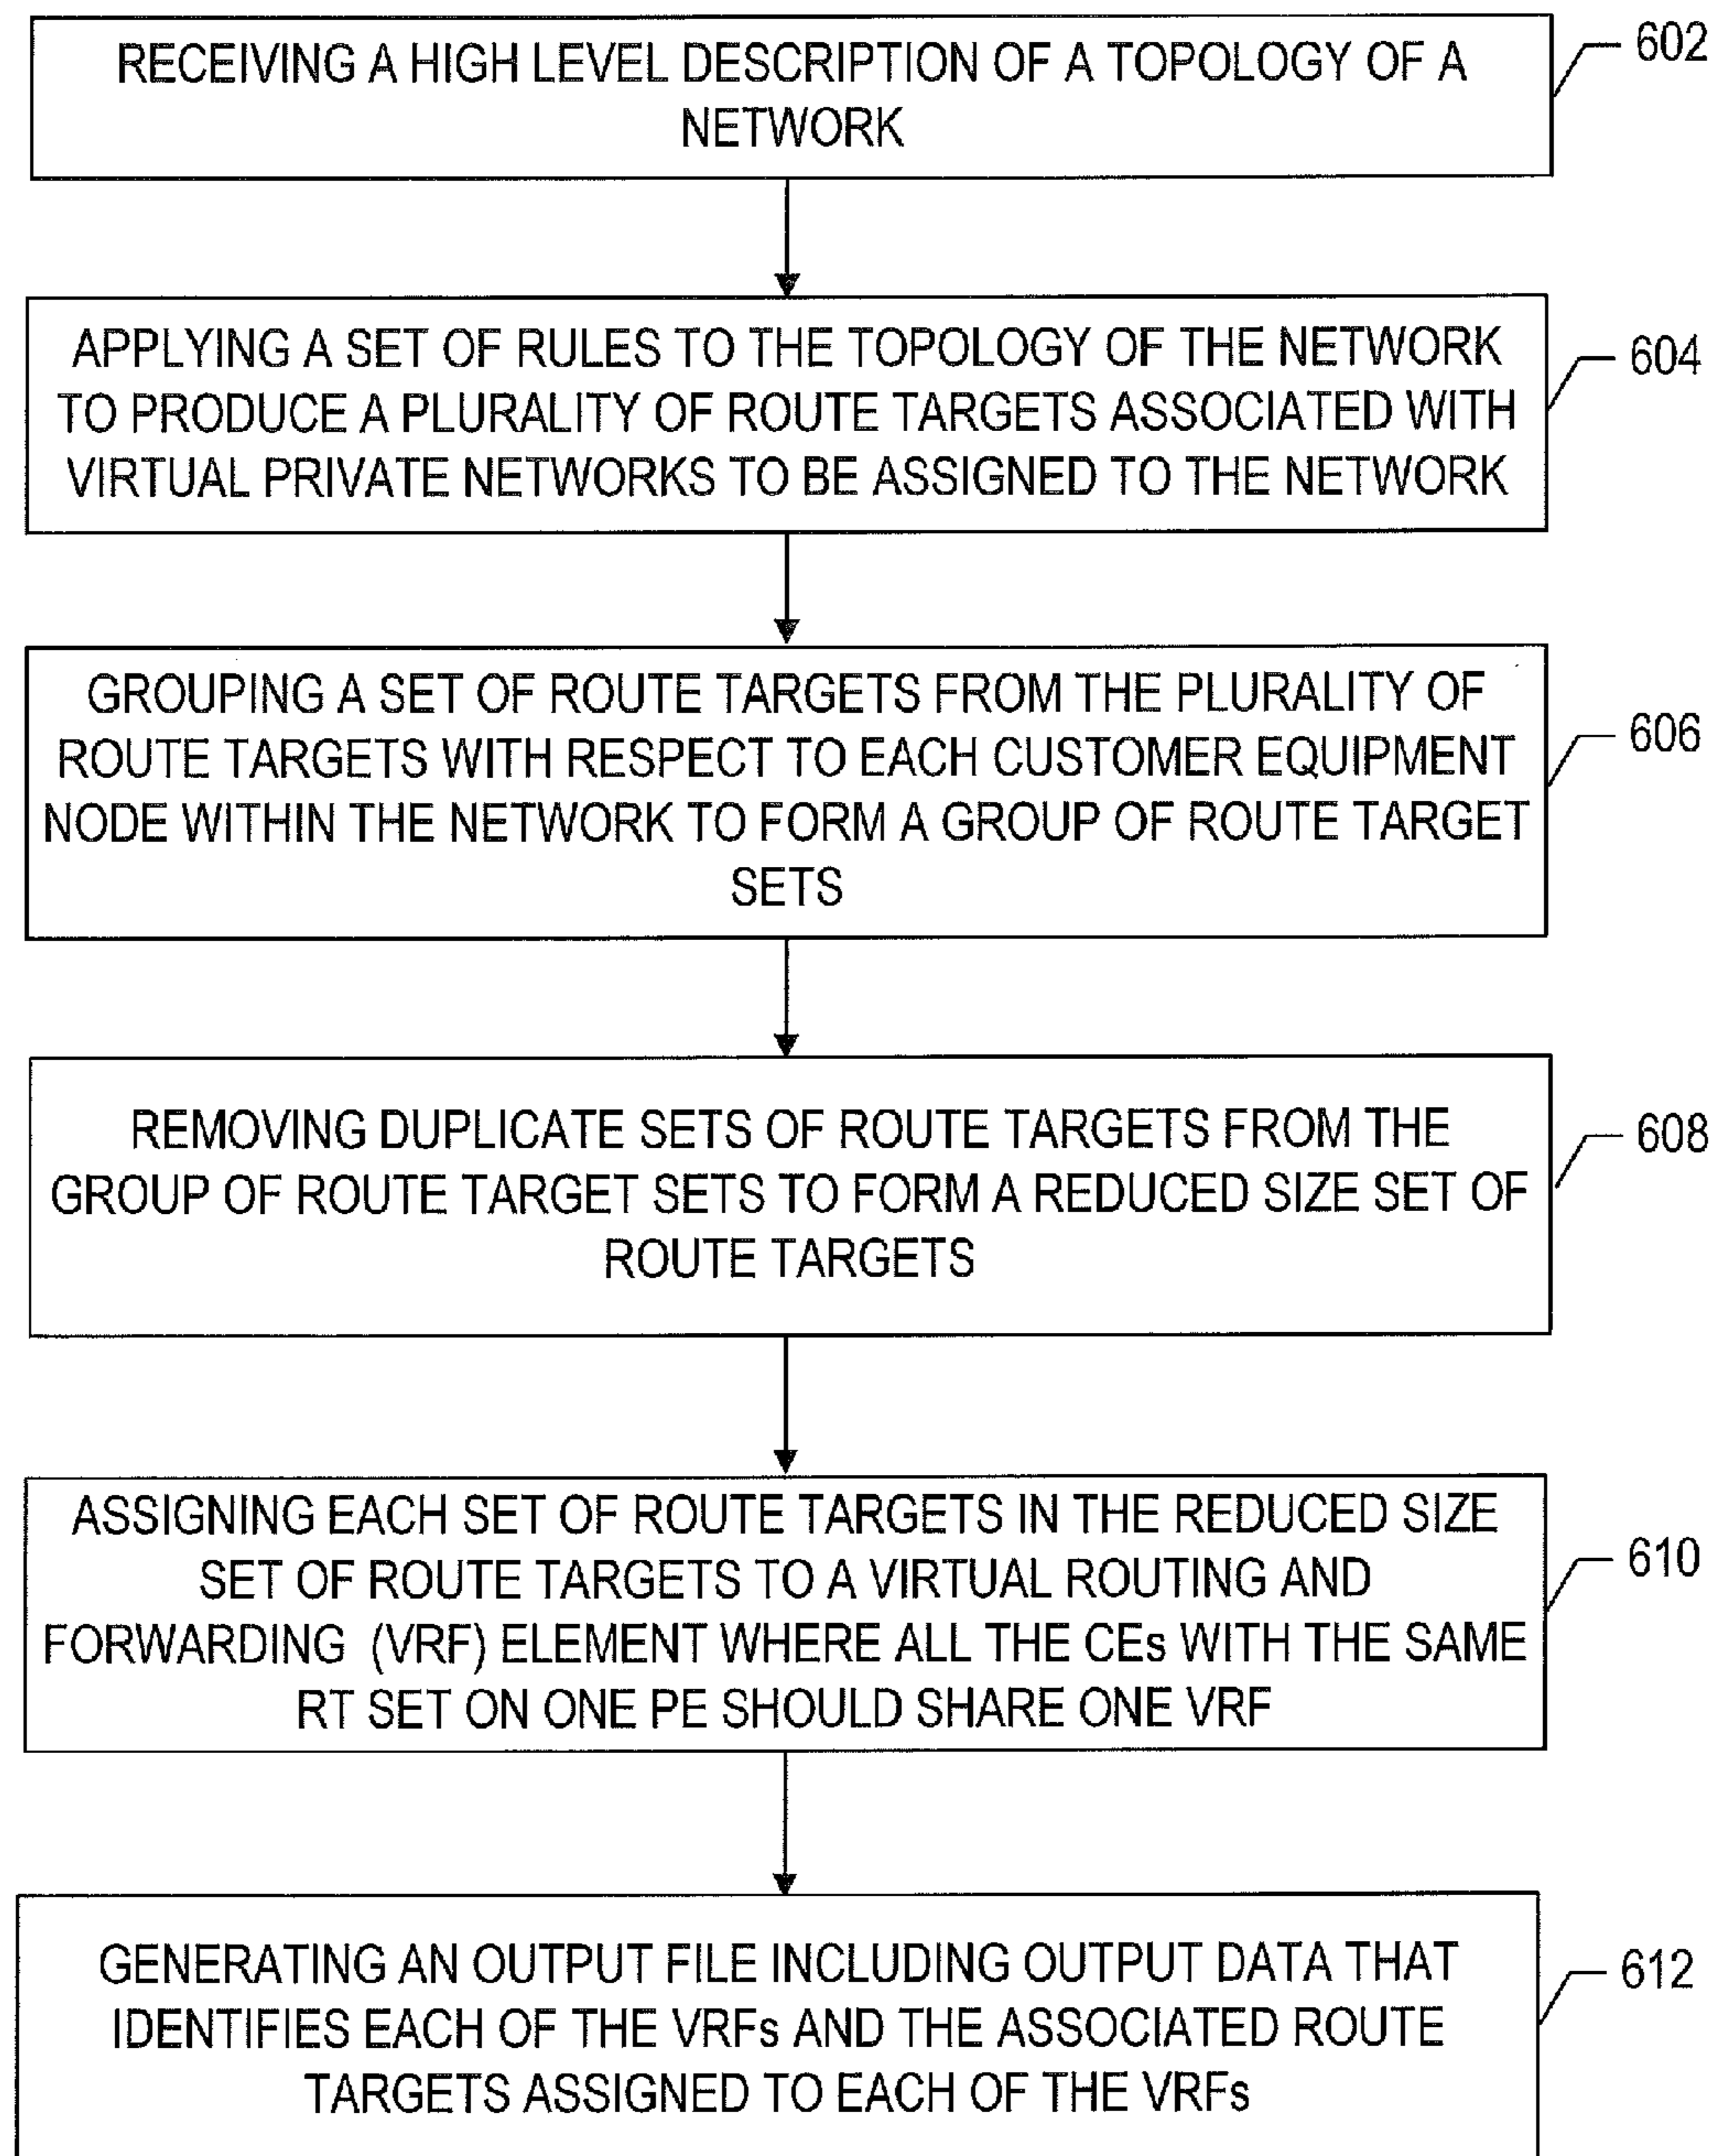 RECEIVING A HIGH LEVEL DESCRIPTION OF A TOPOLOGY OF A
NETWORK
602
APPLYING A SET OF RULES TO THE TOPOLOGY OF THE NETWORK
TO PRODUCE A PLURALITY OF ROUTE TARGETS ASSOCIATED WITH
VIRTUAL PRIVATE NETWORKS TO BE ASSIGNED TO THE NETWORK
604
GROUPING A SET OF ROUTE TARGETS FROM THE PLURALITY OF
ROUTE TARGETS WITH RESPECT TO EACH CUSTOMER EQUIPMENT
NODE WITHIN THE NETWORK TO FORM A GROUP OF ROUTE TARGET
SETS
606
REMOVING DUPLICATE SETS OF ROUTE TARGETS FROM THE
GROUP OF ROUTE TARGET SETS TO FORM A REDUCED SIZE SET OF
ROUTE TARGETS
608
ASSIGNING EACH SET OF ROUTE TARGETS IN THE REDUCED SIZE
SET OF ROUTE TARGETS TO A VIRTUAL ROUTING AND
FORWARDING (VRF) ELEMENT WHERE ALL THE CEs WITH THE SAME
RT SET ON ONE PE SHOULD SHARE ONE VRF
610
GENERATING AN OUTPUT FILE INCLUDING OUTPUT DATA THAT
IDENTIFIES EACH OF THE VRFs AND THE ASSOCIATED ROUTE
TARGETS ASSIGNED TO EACH OF THE VRFs
612